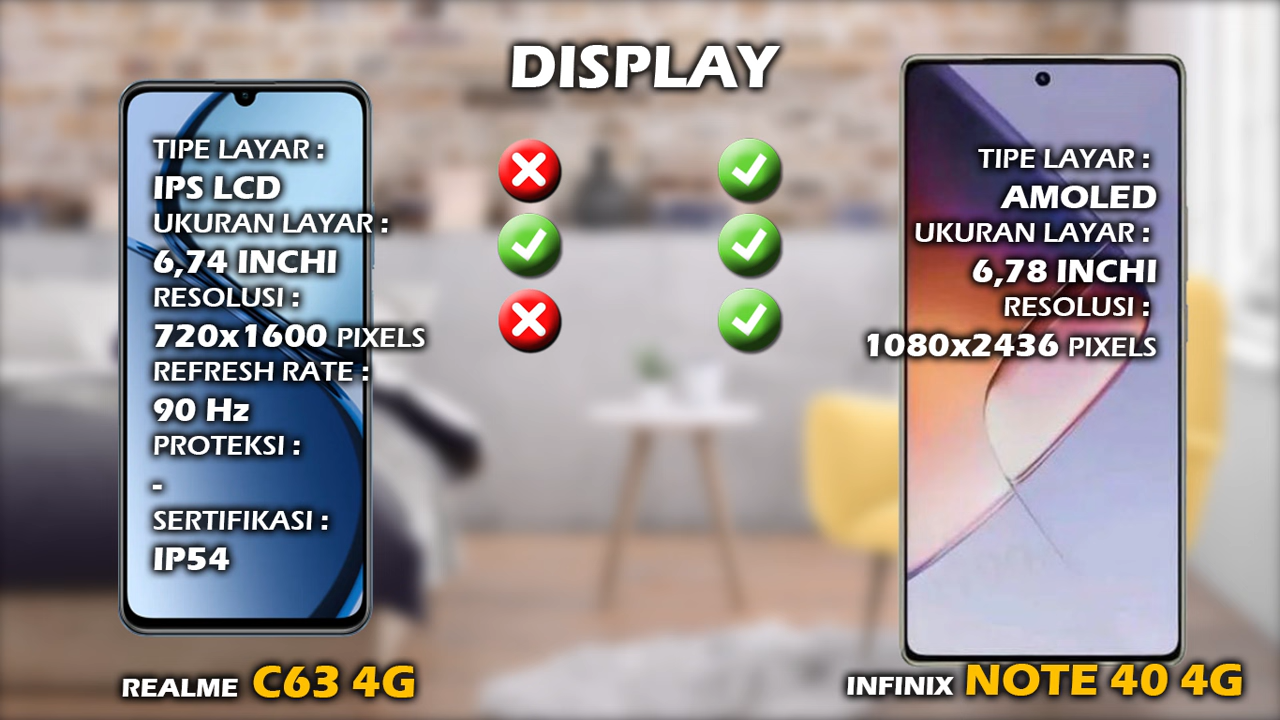 DISPLAY
TIPE LAYAR :
IPS LCD
UKURAN LAYAR :
6,74 INCHI
RESOLUSI :
720x1600 PIXELS
REFRESH RATE :
90 Hz
PROTEKSI :
-
SERTIFIKASI :
IP54
REALME C63 4G
TIPE LAYAR :
AMOLED
UKURAN LAYAR :
6,78 INCHI
RESOLUSI :
1080x2436 PIXELS
INFINIX NOTE 40 4G